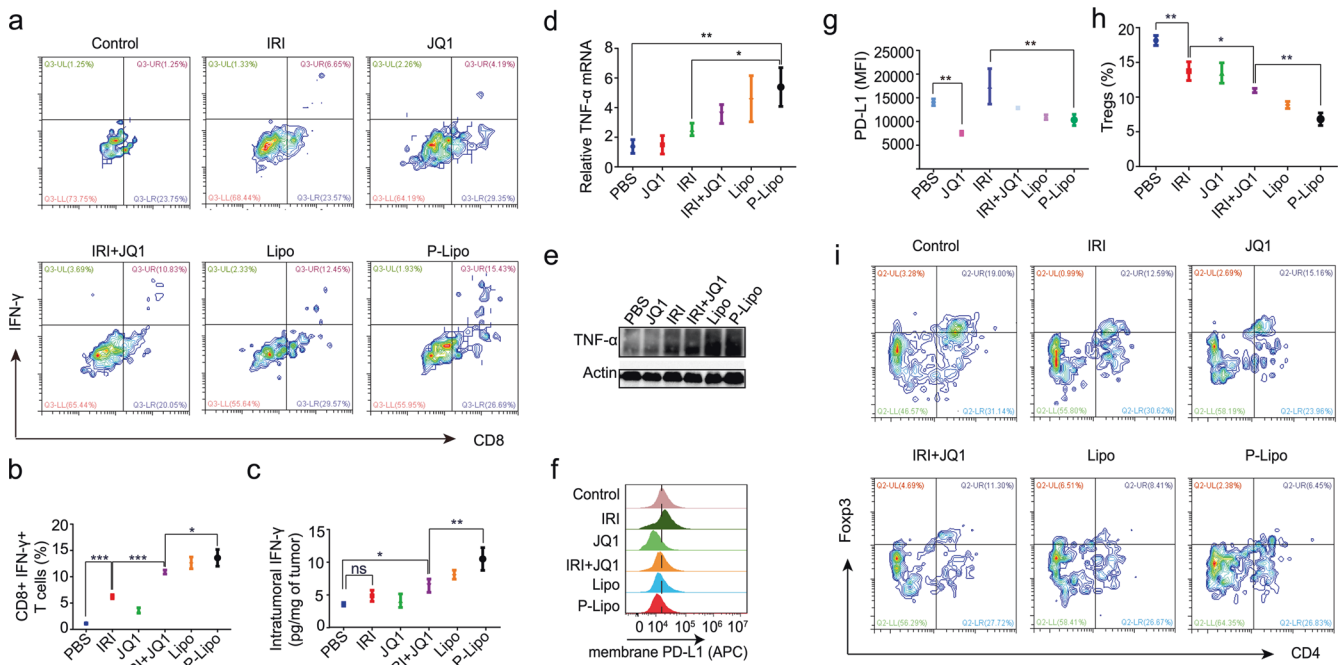 a
Control
IRI
JQ1
Q3-UL(1.25%)
Q3-UR(1.25%)
Q3-UL(1.33%)
Q3-UR(6.65%)
Q3-UL(2.26%)
Q3-UR(4.19%)
Q3-LL(73.75%)
Q3-LR(23.75%)
Q3-LL(68.44%)
Q3-LR(23.57%)
Q3-LL(64.19%)
Q3-LR(29.35%)
IRI+JQ1
Lipo
P-Lipo
Q3-UL(3.69%)
Q3-UR(10.83%)
Q3-UL(2.33%)
Q3-UR(12.45%)
Q3-UL(1.93%)
Q3-UR(15.43%)
Q3-LL(65.44%)
Q3-LR(20.05%)
Q3-LL(55.64%)
Q3-LR(29.57%)
Q3-LL(55.95%)
Q3-LR(26.69%)
IFN-γ
CD8
b
CD8+ IFN-γ+
T cells (%)
20
15
10
5
0
***
***
*
PBS
IRI
JQ1
IRI+JQ1
Lipo
P-Lipo
c
Intratumoral IFN-γ
(pg/mg of tumor)
15
10
5
0
ns
*
**
PBS
IRI
JQ1
IRI+JQ1
Lipo
P-Lipo
d
Relative TNF-α mRNA
8
6
4
2
0
**
*
PBS
JQ1
IRI
IRI+JQ1
Lipo
P-Lipo
e
PBS
JQ1
IRI
IRI+JQ1
Lipo
P-Lipo
TNF-α
Actin
f
Control
IRI
JQ1
IRI+JQ1
Lipo
P-Lipo
0 10⁴ 10⁵ 10⁶ 10⁷
membrane PD-L1 (APC)
g
PD-L1 (MFI)
25000
20000
15000
10000
5000
**
**
PBS
JQ1
IRI
IRI+JQ1
Lipo
P-Lipo
h
Tregs (%)
20
15
10
5
0
**
*
**
PBS
IRI
JQ1
IRI+JQ1
Lipo
P-Lipo
i
Control
IRI
JQ1
Q2-UL(3.28%)
Q2-UR(19.00%)
Q2-UL(0.99%)
Q2-UR(12.59%)
Q2-UL(2.69%)
Q2-UR(15.16%)
Q2-LL(46.57%)
Q2-LR(31.14%)
Q2-LR(30.62%)
Q2-LL(58.19%)
Q2-LR(23.96%)
IRI+JQ1
Lipo
P-Lipo
Q2-UL(4.69%)
Q2-UR(11.30%)
Q2-UL(6.51%)
Q2-UR(8.41%)
Q2-UL(2.38%)
Q2-UR(6.45%)
Q2-LL(56.29%)
Q2-LR(27.72%)
Q2-LL(58.41%)
Q2-LR(26.67%)
Q2-LL(64.35%)
Q2-LR(26.83%)
Foxp3
CD4